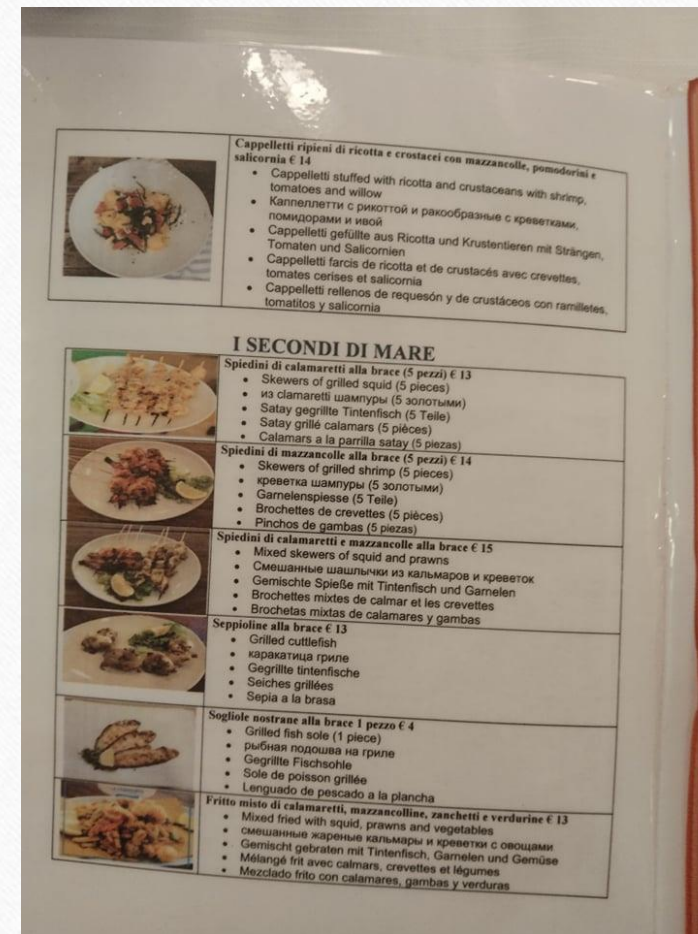 Cappelletti ripieni di ricotta e crostacei con mazzancolle, pomodorini e
salicornia € 14
• Cappelletti stuffed with ricotta and crustaceans with shrimp,
tomatoes and willow
• Каппеллетти с рикоттой и ракообразные с креветками,
помидорами и ивой
• Cappelletti gefüllte aus Ricotta und Krustentieren mit Strängen,
Tomaten und Salicornien
• Cappelletti farcis de ricotta et de crustacés avec crevettes,
tomates cerises et salicornia
• Cappelletti rellenos de requesón y de crustáceos con ramilletes,
tomatitos y salicornia
I SECONDI DI MARE
Spiedini di calamaretti alla brace (5 pezzi) € 13
• Skewers of grilled squid (5 pieces)
• из clamaretti шампуры (5 золотыми)
• Satay gegrillte Tintenfisch (5 Teile)
• Satay grillé calamars (5 pièces)
• Calamars a la parrilla satay (5 piezas)
Spiedini di mazzancolle alla brace (5 pezzi) € 14
• Skewers of grilled shrimp (5 pieces)
• креветка шампуры (5 золотыми)
• Garnelenspiesse (5 Teile)
• Brochettes de crevettes (5 pièces)
• Pinchos de gambas (5 piezas)
Spiedini di calamaretti e mazzancolle alla brace € 15
• Mixed skewers of squid and prawns
• Смешанные шашлычки из кальмаров и креветок
• Gemischte Spieße mit Tintenfisch und Garnelen
• Brochettes mixtes de calmar et les crevettes
• Brochetas mixtas de calamares y gambas
Seppioline alla brace € 13
• Grilled cuttlefish
• каракатица гриле
• Gegrillte tintenfische
• Seiches grillées
• Sepia a la brasa
Sogliole nostrane alla brace 1 pezzo € 4
• Grilled fish sole (1 piece)
• рыбная подошва на гриле
• Gegrillte Fischsohle
• Sole de poisson grillée
• Lenguado de pescado a la plancha
Fritto misto di calamaretti, mazzancolline, zanchetti e verdurine € 13
• Mixed fried with squid, prawns and vegetables
• смешанные жареные кальмары и креветки с овощами
• Gemischt gebraten mit Tintenfisch, Garnelen und Gemüse
• Mélangé frit avec calmars, crevettes et légumes
• Mezclado frito con calamares, gambas y verduras